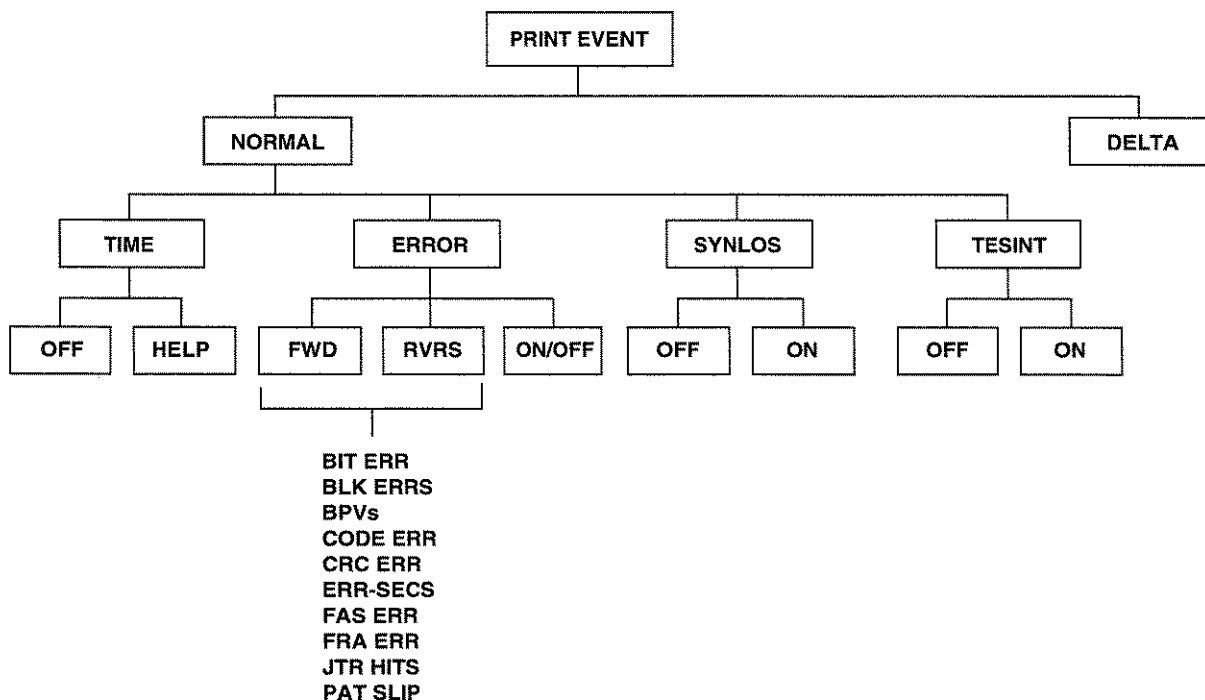 PRINT EVENT
NORMAL
DELTA
TIME
ERROR
SYNLOS
TESINT
OFF
HELP
FWD
RVRS
ON/OFF
OFF
ON
OFF
ON
BIT ERR
BLK ERRS
BPVs
CODE ERR
CRC ERR
ERR-SECS
FAS ERR
FRA ERR
JTR HITS
PAT SLIP